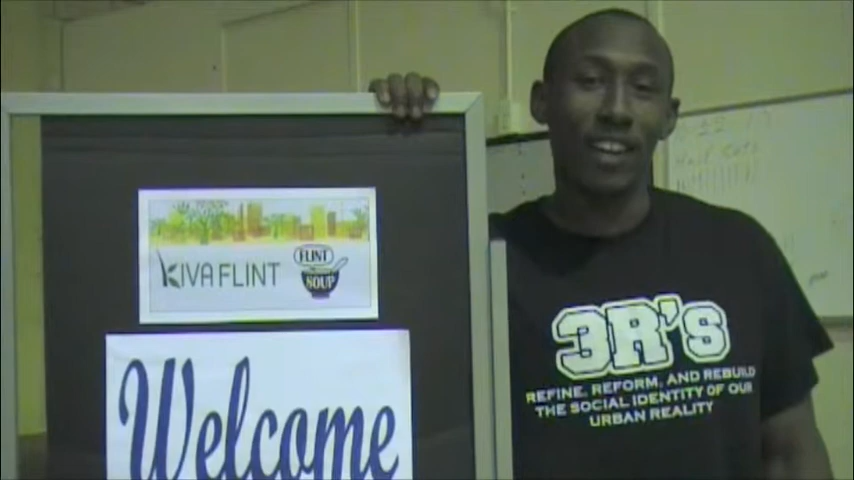 KIVA FLINT
FLINT
SOUP
Welcome
3R's
REFINE, REFORM, AND REBUILD
THE SOCIAL IDENTITY OF OUR
URBAN REALITY